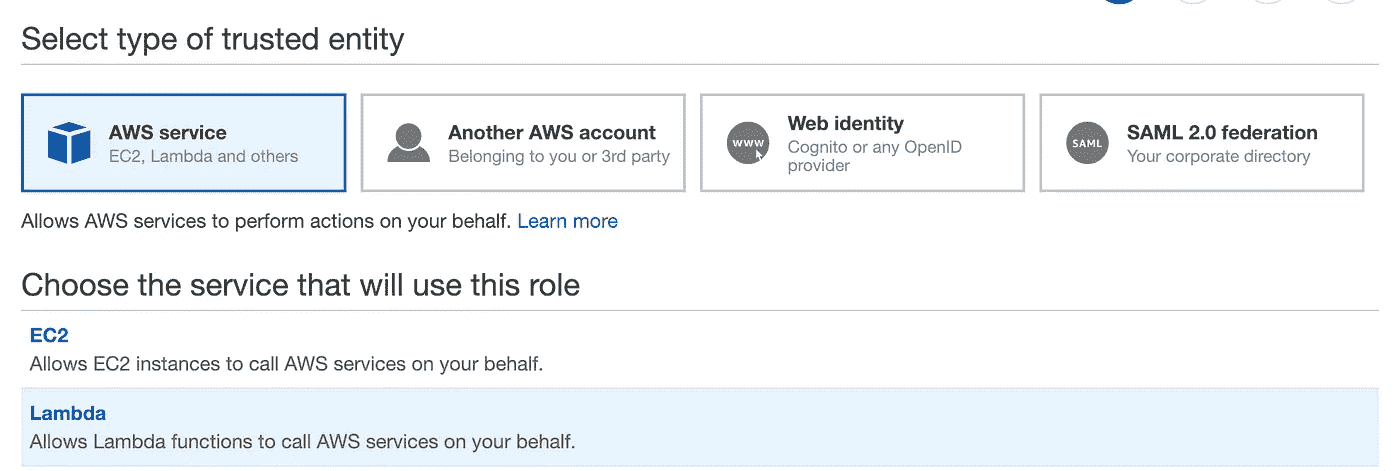 Select type of trusted entity
AWS service
EC2, Lambda and others
Another AWS account
Belonging to you or 3rd party
www
Web identity
Cognito or any OpenID
provider
SAML
SAML 2.0 federation
Your corporate directory
Allows AWS services to perform actions on your behalf. Learn more
Choose the service that will use this role
EC2
Allows EC2 instances to call AWS services on your behalf.
Lambda
Allows Lambda functions to call AWS services on your behalf.